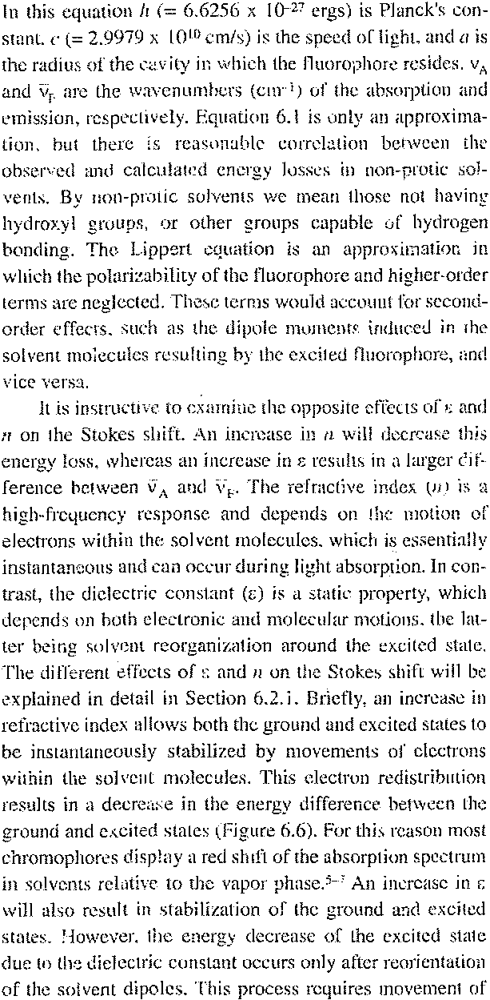 In this equation h (= 6.6256 x 10⁻²⁷ ergs) is Planck's con-
stant, c (= 2.9979 x 10¹⁰ cm/s) is the speed of light, and a is
the radius of the cavity in which the fluorophore resides. ν_A
and ν̄_F are the wavenumbers (cm⁻¹) of the absorption and
emission, respectively. Equation 6.1 is only an approxima-
tion, but there is reasonable correlation between the
observed and calculated energy losses in non-protic sol-
vents. By non-protic solvents we mean those not having
hydroxyl groups, or other groups capable of hydrogen
bonding. The Lippert equation is an approximation in
which the polarizability of the fluorophore and higher-order
terms are neglected. These terms would account for second-
order effects, such as the dipole moments induced in the
solvent molecules resulting by the excited fluorophore, and
vice versa.
It is instructive to examine the opposite effects of ε and
n on the Stokes shift. An increase in n will decrease this
energy loss, whereas an increase in ε results in a larger dif-
ference between ν̄_A and ν̄_F. The refractive index (n) is a
high-frequency response and depends on the motion of
electrons within the solvent molecules, which is essentially
instantaneous and can occur during light absorption. In con-
trast, the dielectric constant (ε) is a static property, which
depends on both electronic and molecular motions, the lat-
ter being solvent reorganization around the excited state.
The different effects of ε and n on the Stokes shift will be
explained in detail in Section 6.2.1. Briefly, an increase in
refractive index allows both the ground and excited states to
be instantaneously stabilized by movements of electrons
within the solvent molecules. This electron redistribution
results in a decrease in the energy difference between the
ground and excited states (Figure 6.6). For this reason most
chromophores display a red shift of the absorption spectrum
in solvents relative to the vapor phase.⁵⁻⁷ An increase in ε
will also result in stabilization of the ground and excited
states. However, the energy decrease of the excited state
due to the dielectric constant occurs only after reorientation
of the solvent dipoles. This process requires movement of